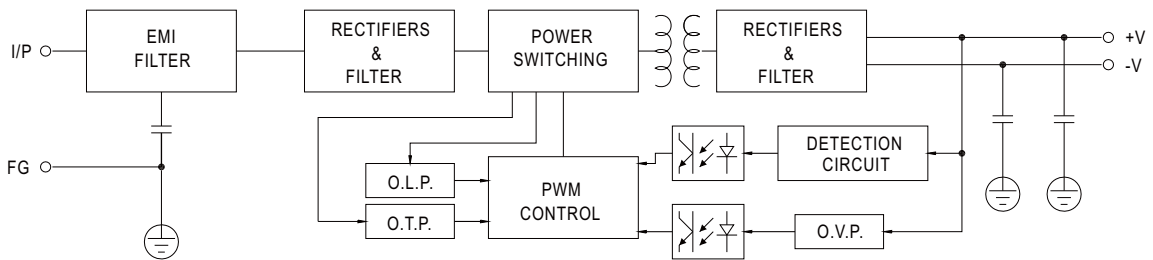 I/P
EMI
FILTER
RECTIFIERS
&
FILTER
POWER
SWITCHING
RECTIFIERS
&
FILTER
+V
-V
FG
O.L.P.
O.T.P.
PWM
CONTROL
DETECTION
CIRCUIT
O.V.P.